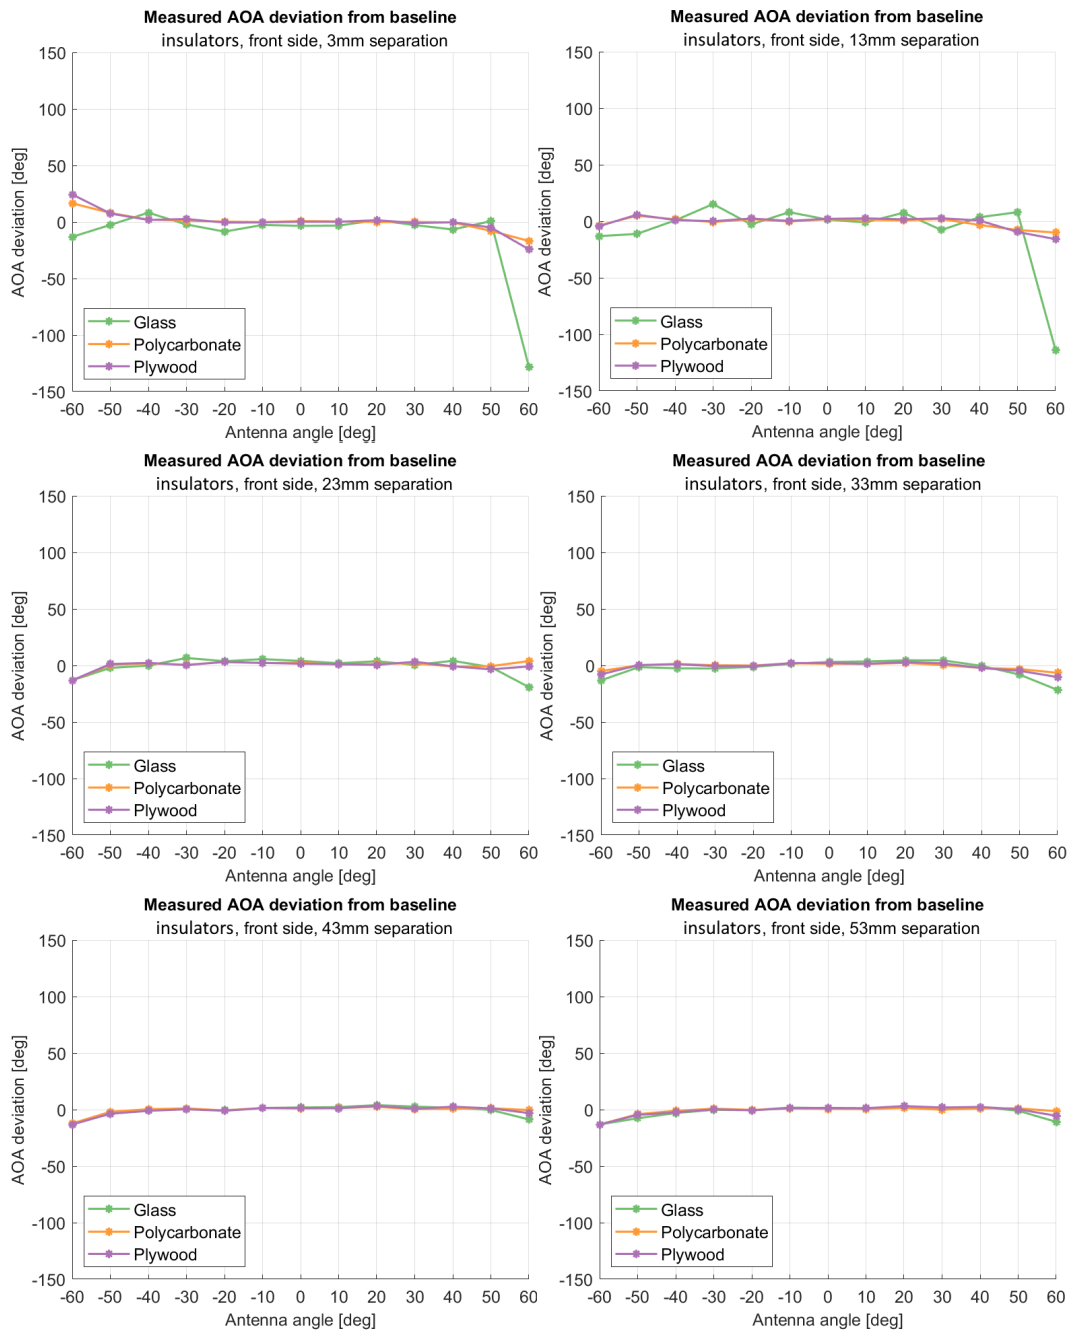 Measured AOA deviation from baseline
insulators, front side, 3mm separation
150
100
50
0
-50
-100
-150
AOA deviation [deg]
Glass
Polycarbonate
Plywood
-60 -50 -40 -30 -20 -10 0 10 20 30 40 50 60
Antenna angle [deg]
Measured AOA deviation from baseline
insulators, front side, 13mm separation
150
100
50
0
-50
-100
-150
AOA deviation [deg]
Glass
Polycarbonate
Plywood
-60 -50 -40 -30 -20 -10 0 10 20 30 40 50 60
Antenna angle [deg]
Measured AOA deviation from baseline
insulators, front side, 23mm separation
150
100
50
0
-50
-100
-150
AOA deviation [deg]
Glass
Polycarbonate
Plywood
-60 -50 -40 -30 -20 -10 0 10 20 30 40 50 60
Antenna angle [deg]
Measured AOA deviation from baseline
insulators, front side, 33mm separation
150
100
50
0
-50
-100
-150
AOA deviation [deg]
Glass
Polycarbonate
Plywood
-60 -50 -40 -30 -20 -10 0 10 20 30 40 50 60
Antenna angle [deg]
Measured AOA deviation from baseline
insulators, front side, 43mm separation
150
100
50
0
-50
-100
-150
AOA deviation [deg]
Glass
Polycarbonate
Plywood
-60 -50 -40 -30 -20 -10 0 10 20 30 40 50 60
Antenna angle [deg]
Measured AOA deviation from baseline
insulators, front side, 53mm separation
150
100
50
0
-50
-100
-150
AOA deviation [deg]
Glass
Polycarbonate
Plywood
-60 -50 -40 -30 -20 -10 0 10 20 30 40 50 60
Antenna angle [deg]